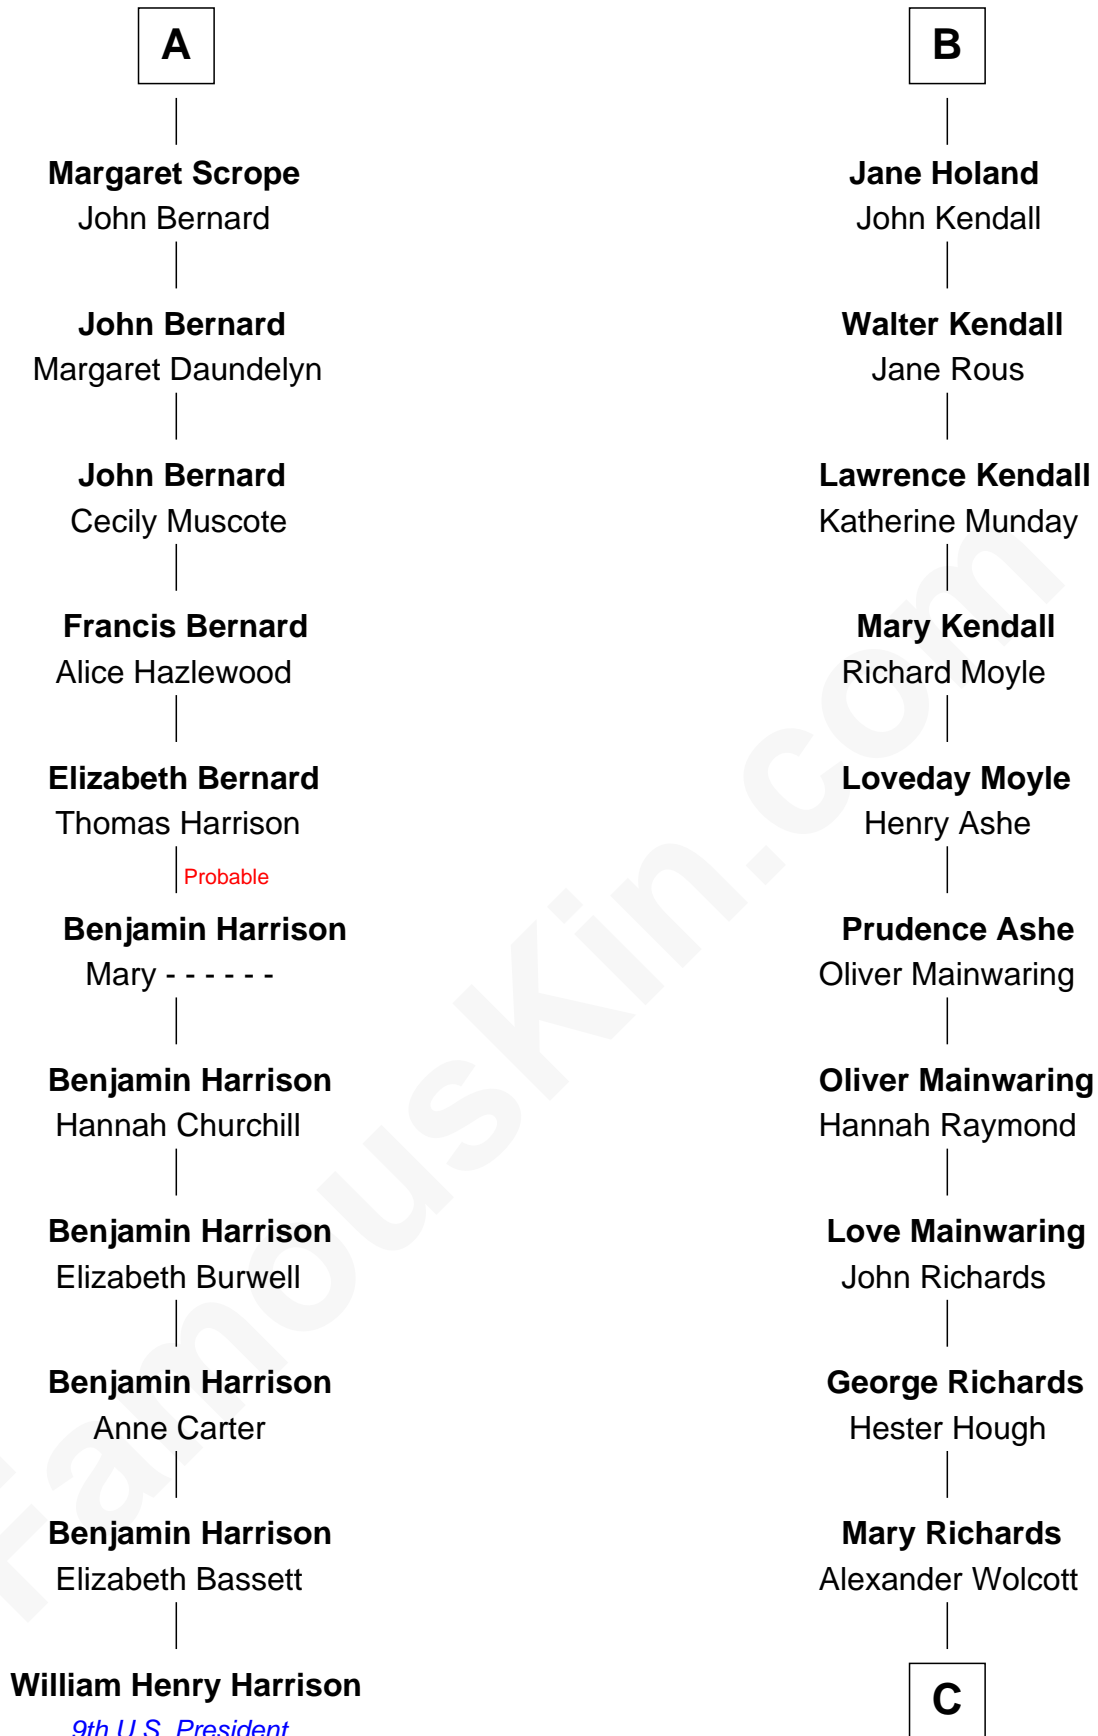 A
Margaret Scrope
John Bernard
John Bernard
Margaret Daundelyn
John Bernard
Cecily Muscote
Francis Bernard
Alice Hazlewood
Elizabeth Bernard
Thomas Harrison
Probable
Benjamin Harrison
Mary - - - - - -
Benjamin Harrison
Hannah Churchill
Benjamin Harrison
Elizabeth Burwell
Benjamin Harrison
Anne Carter
Benjamin Harrison
Elizabeth Bassett
William Henry Harrison
9th U.S. President
B
Jane Holand
John Kendall
Walter Kendall
Jane Rous
Lawrence Kendall
Katherine Munday
Mary Kendall
Richard Moyle
Loveday Moyle
Henry Ashe
Prudence Ashe
Oliver Mainwaring
Oliver Mainwaring
Hannah Raymond
Love Mainwaring
John Richards
George Richards
Hester Hough
Mary Richards
Alexander Wolcott
C
FamousKin.com